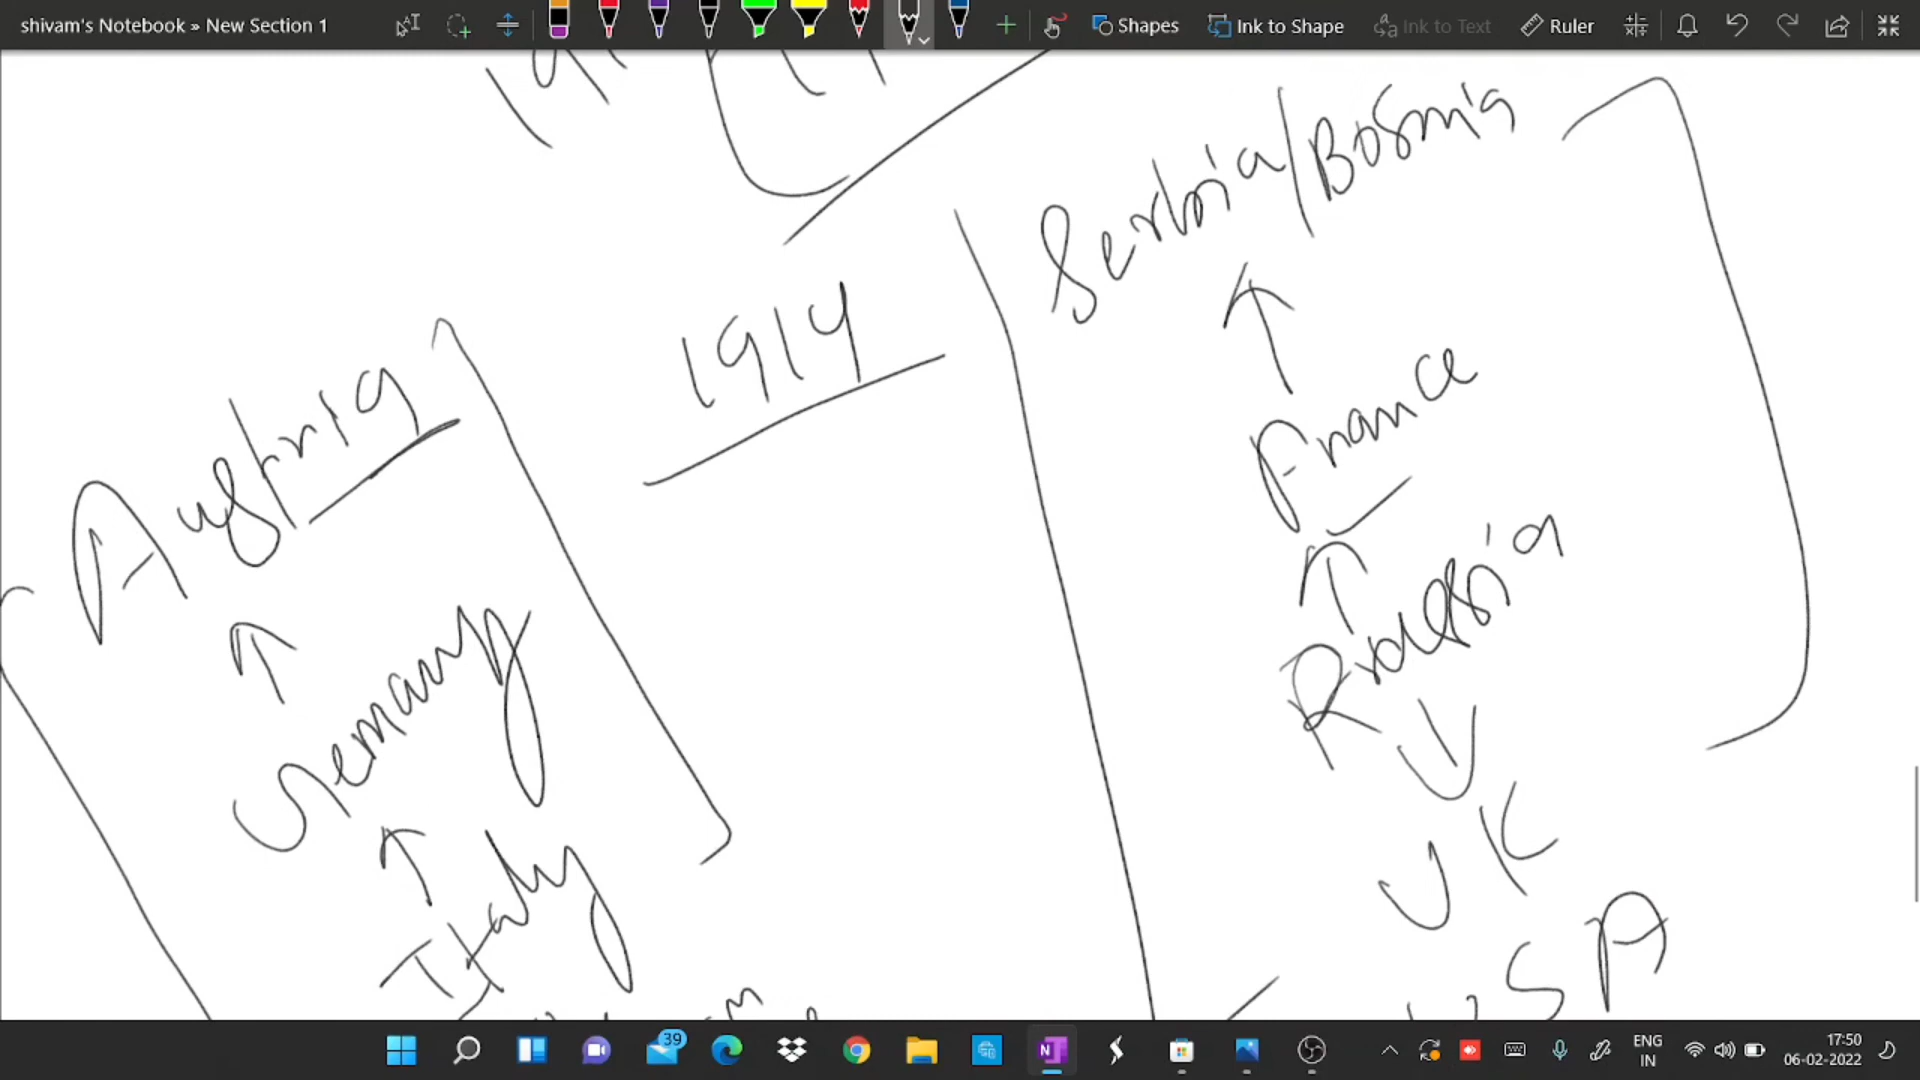 shivam's Notebook » New Section 1
Shapes
Ink to Shape
Ink to Text
Ruler
Serbia/Bosnia
1914
Austria
France
Russia
Germany
UK
Italy
USA
39
ENG
IN
17:50
06-02-2022